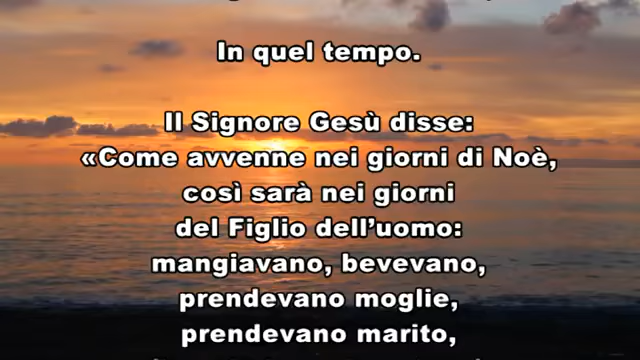 In quel tempo.
Il Signore Gesù disse:
«Come avvenne nei giorni di Noè,
così sarà nei giorni
del Figlio dell’uomo:
mangiavano, bevevano,
prendevano moglie,
prendevano marito,